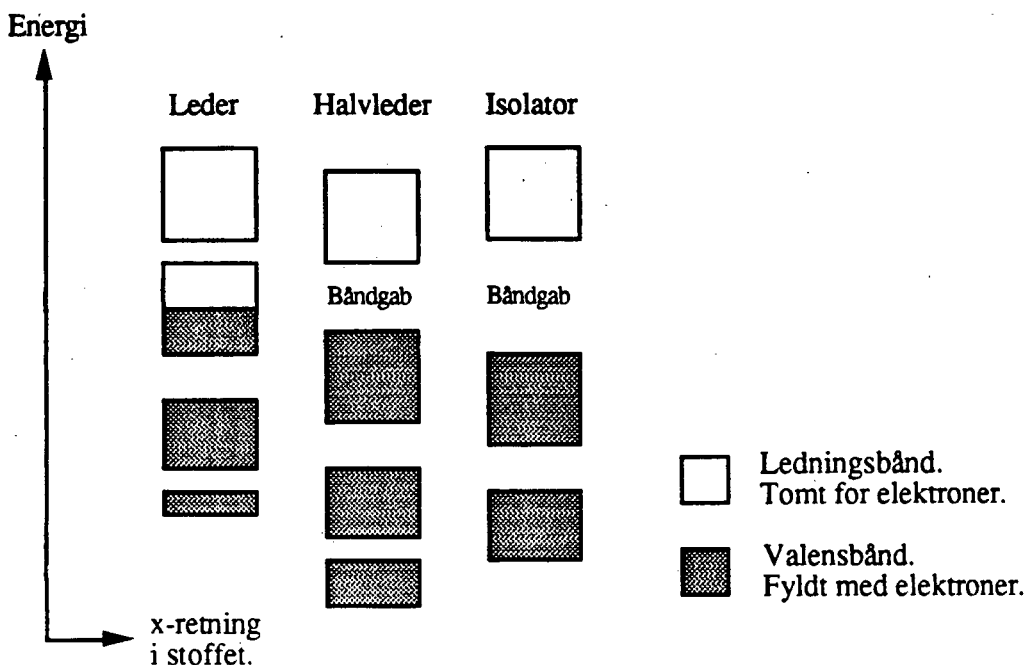 Energi
Leder
Halvleder
Isolator
Båndgab
Båndgab
Ledningsbånd.
Tomt for elektroner.
Valensbånd.
Fyldt med elektroner.
x-retning
i stoffet.